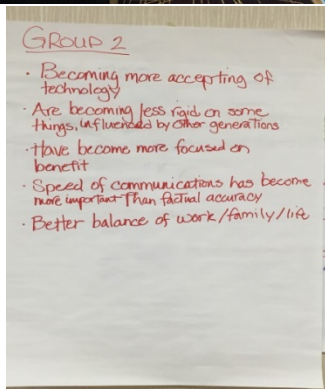 GROUP 2
· Becoming more accepting of
technology
· Are becoming less rigid on some
things, influenced by other generations
· Have become more focused on
benefit
· Speed of communications has become
more important Than factual accuracy
· Better balance of work/family/life